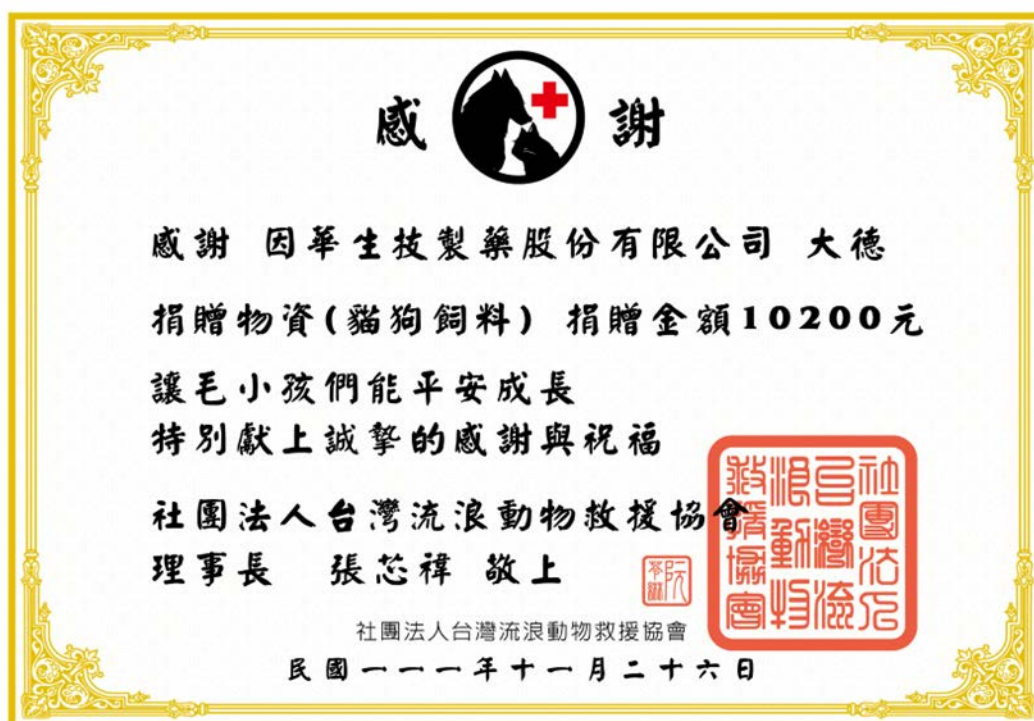 感 謝
感謝 因華生技製藥股份有限公司 大德
捐贈物資(貓狗飼料) 捐贈金額10200元
讓毛小孩們能平安成長
特別獻上誠摯的感謝與祝福
社團法人台灣流浪動物救援協會
理事長 張芯禕 敬上
社團法人台灣流浪動物救援協會
社團法人台灣流浪動物救援協會
民國一一一年十一月二十六日